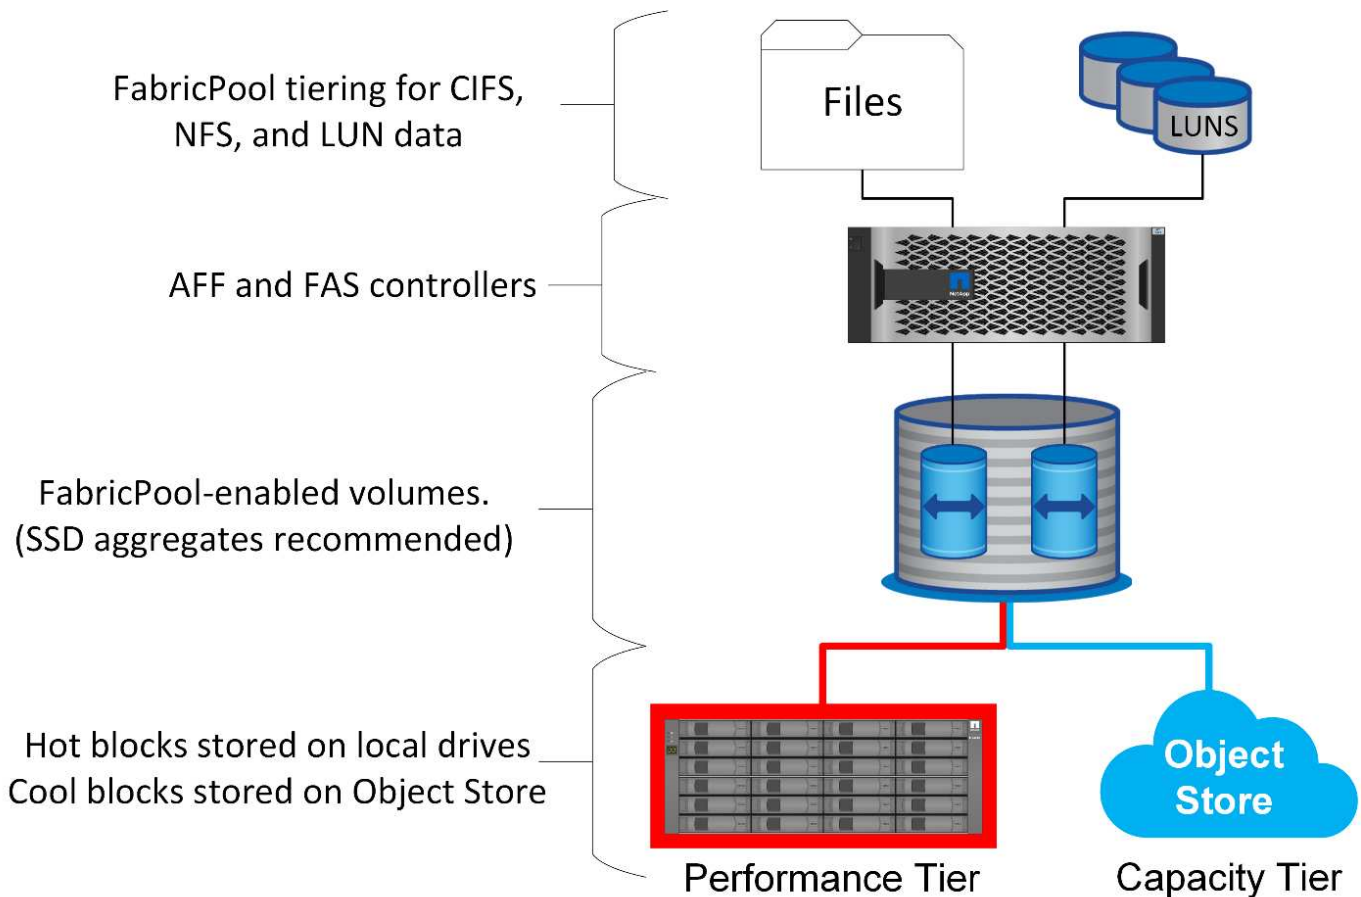 FabricPool tiering for CIFS,
NFS, and LUN data
Files
LUNS
AFF and FAS controllers
NetApp
FabricPool-enabled volumes.
(SSD aggregates recommended)
Hot blocks stored on local drives
Cool blocks stored on Object Store
Object
Store
Performance Tier
Capacity Tier